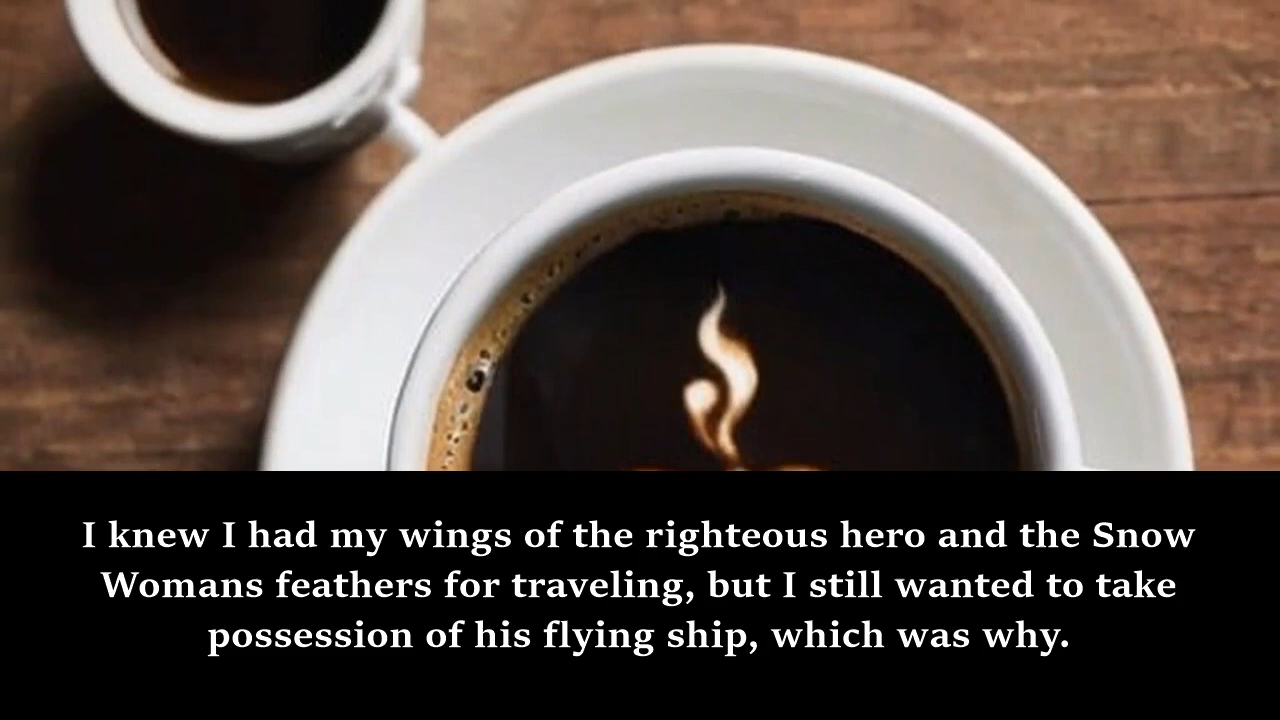 I knew I had my wings of the righteous hero and the Snow
Womans feathers for traveling, but I still wanted to take
possession of his flying ship, which was why.